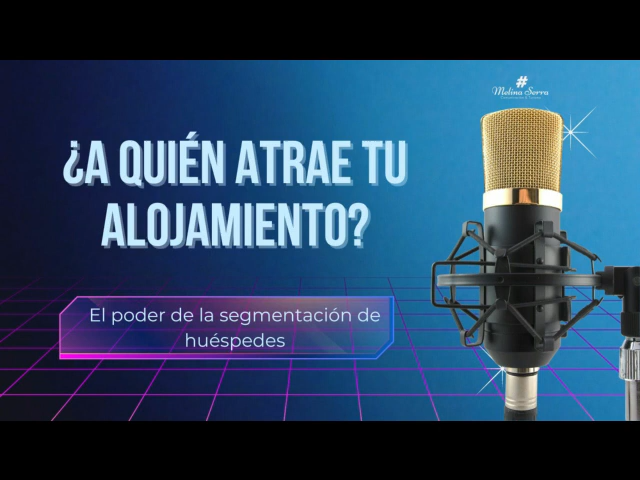 #
Melina Serra
¿A QUIÉN ATRAE TU
ALOJAMIENTO?
El poder de la segmentación de
huéspedes